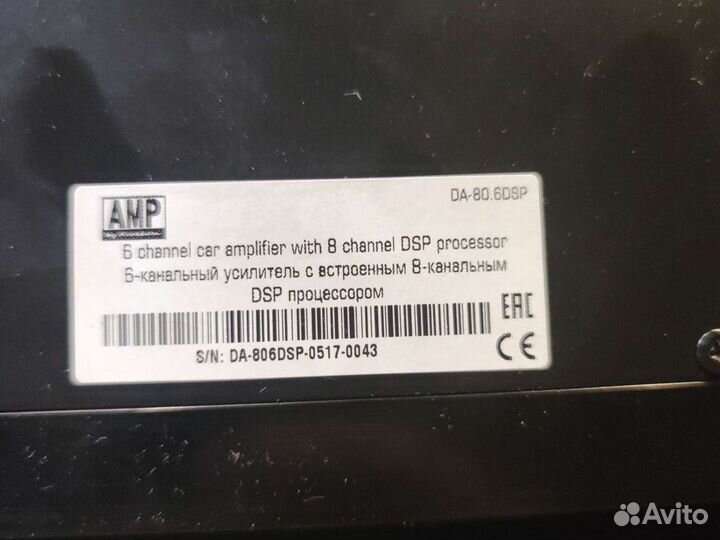 AMP
DA-80.6DSP
6 channel car amplifier with 8 channel DSP processor
6-канальный усилитель с встроенным 8-канальным
DSP процессором
EAC
CE
S/N: DA-806DSP-0517-0043
Avito